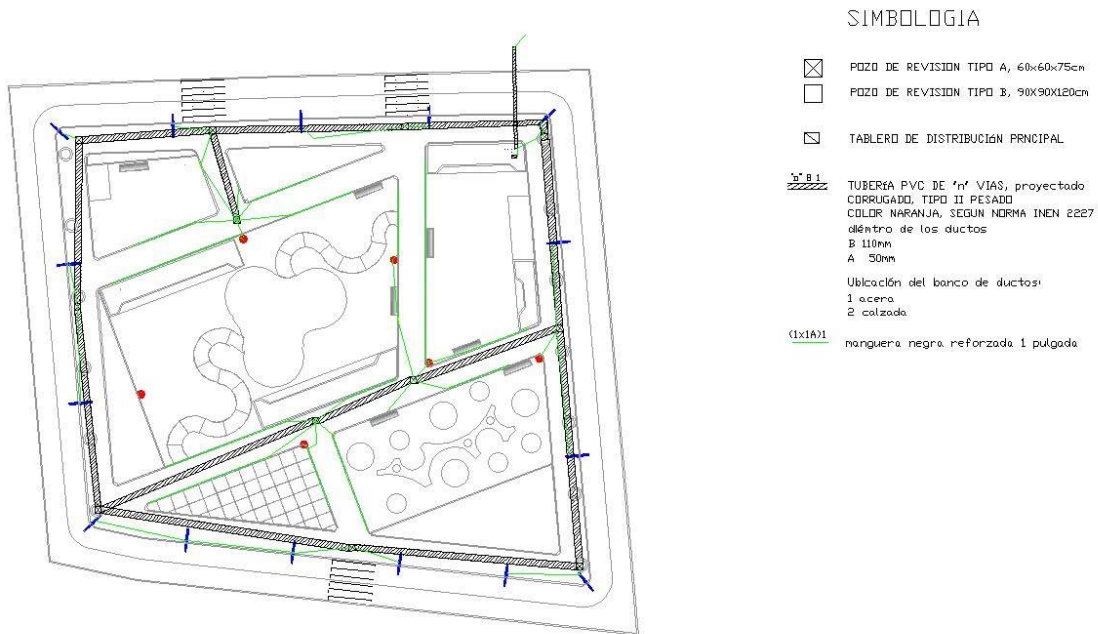 SIMBOLOGIA
POZO DE REVISION TIPO A, 60x60x75cm
POZO DE REVISION TIPO B, 90X90X120cm
TABLERO DE DISTRIBUCIóN PRNCIPAL
"n" B 1
TUBERíA PVC DE 'n' VIAS, proyectado
CORRUGADO, TIPO II PESADO
COLOR NARANJA, SEGUN NORMA INEN 2227
diémtro de los ductos
B 110mm
A 50mm
Ubicación del banco de ductos:
1 acera
2 calzada
(1x1A)1
manguera negra reforzada 1 pulgada